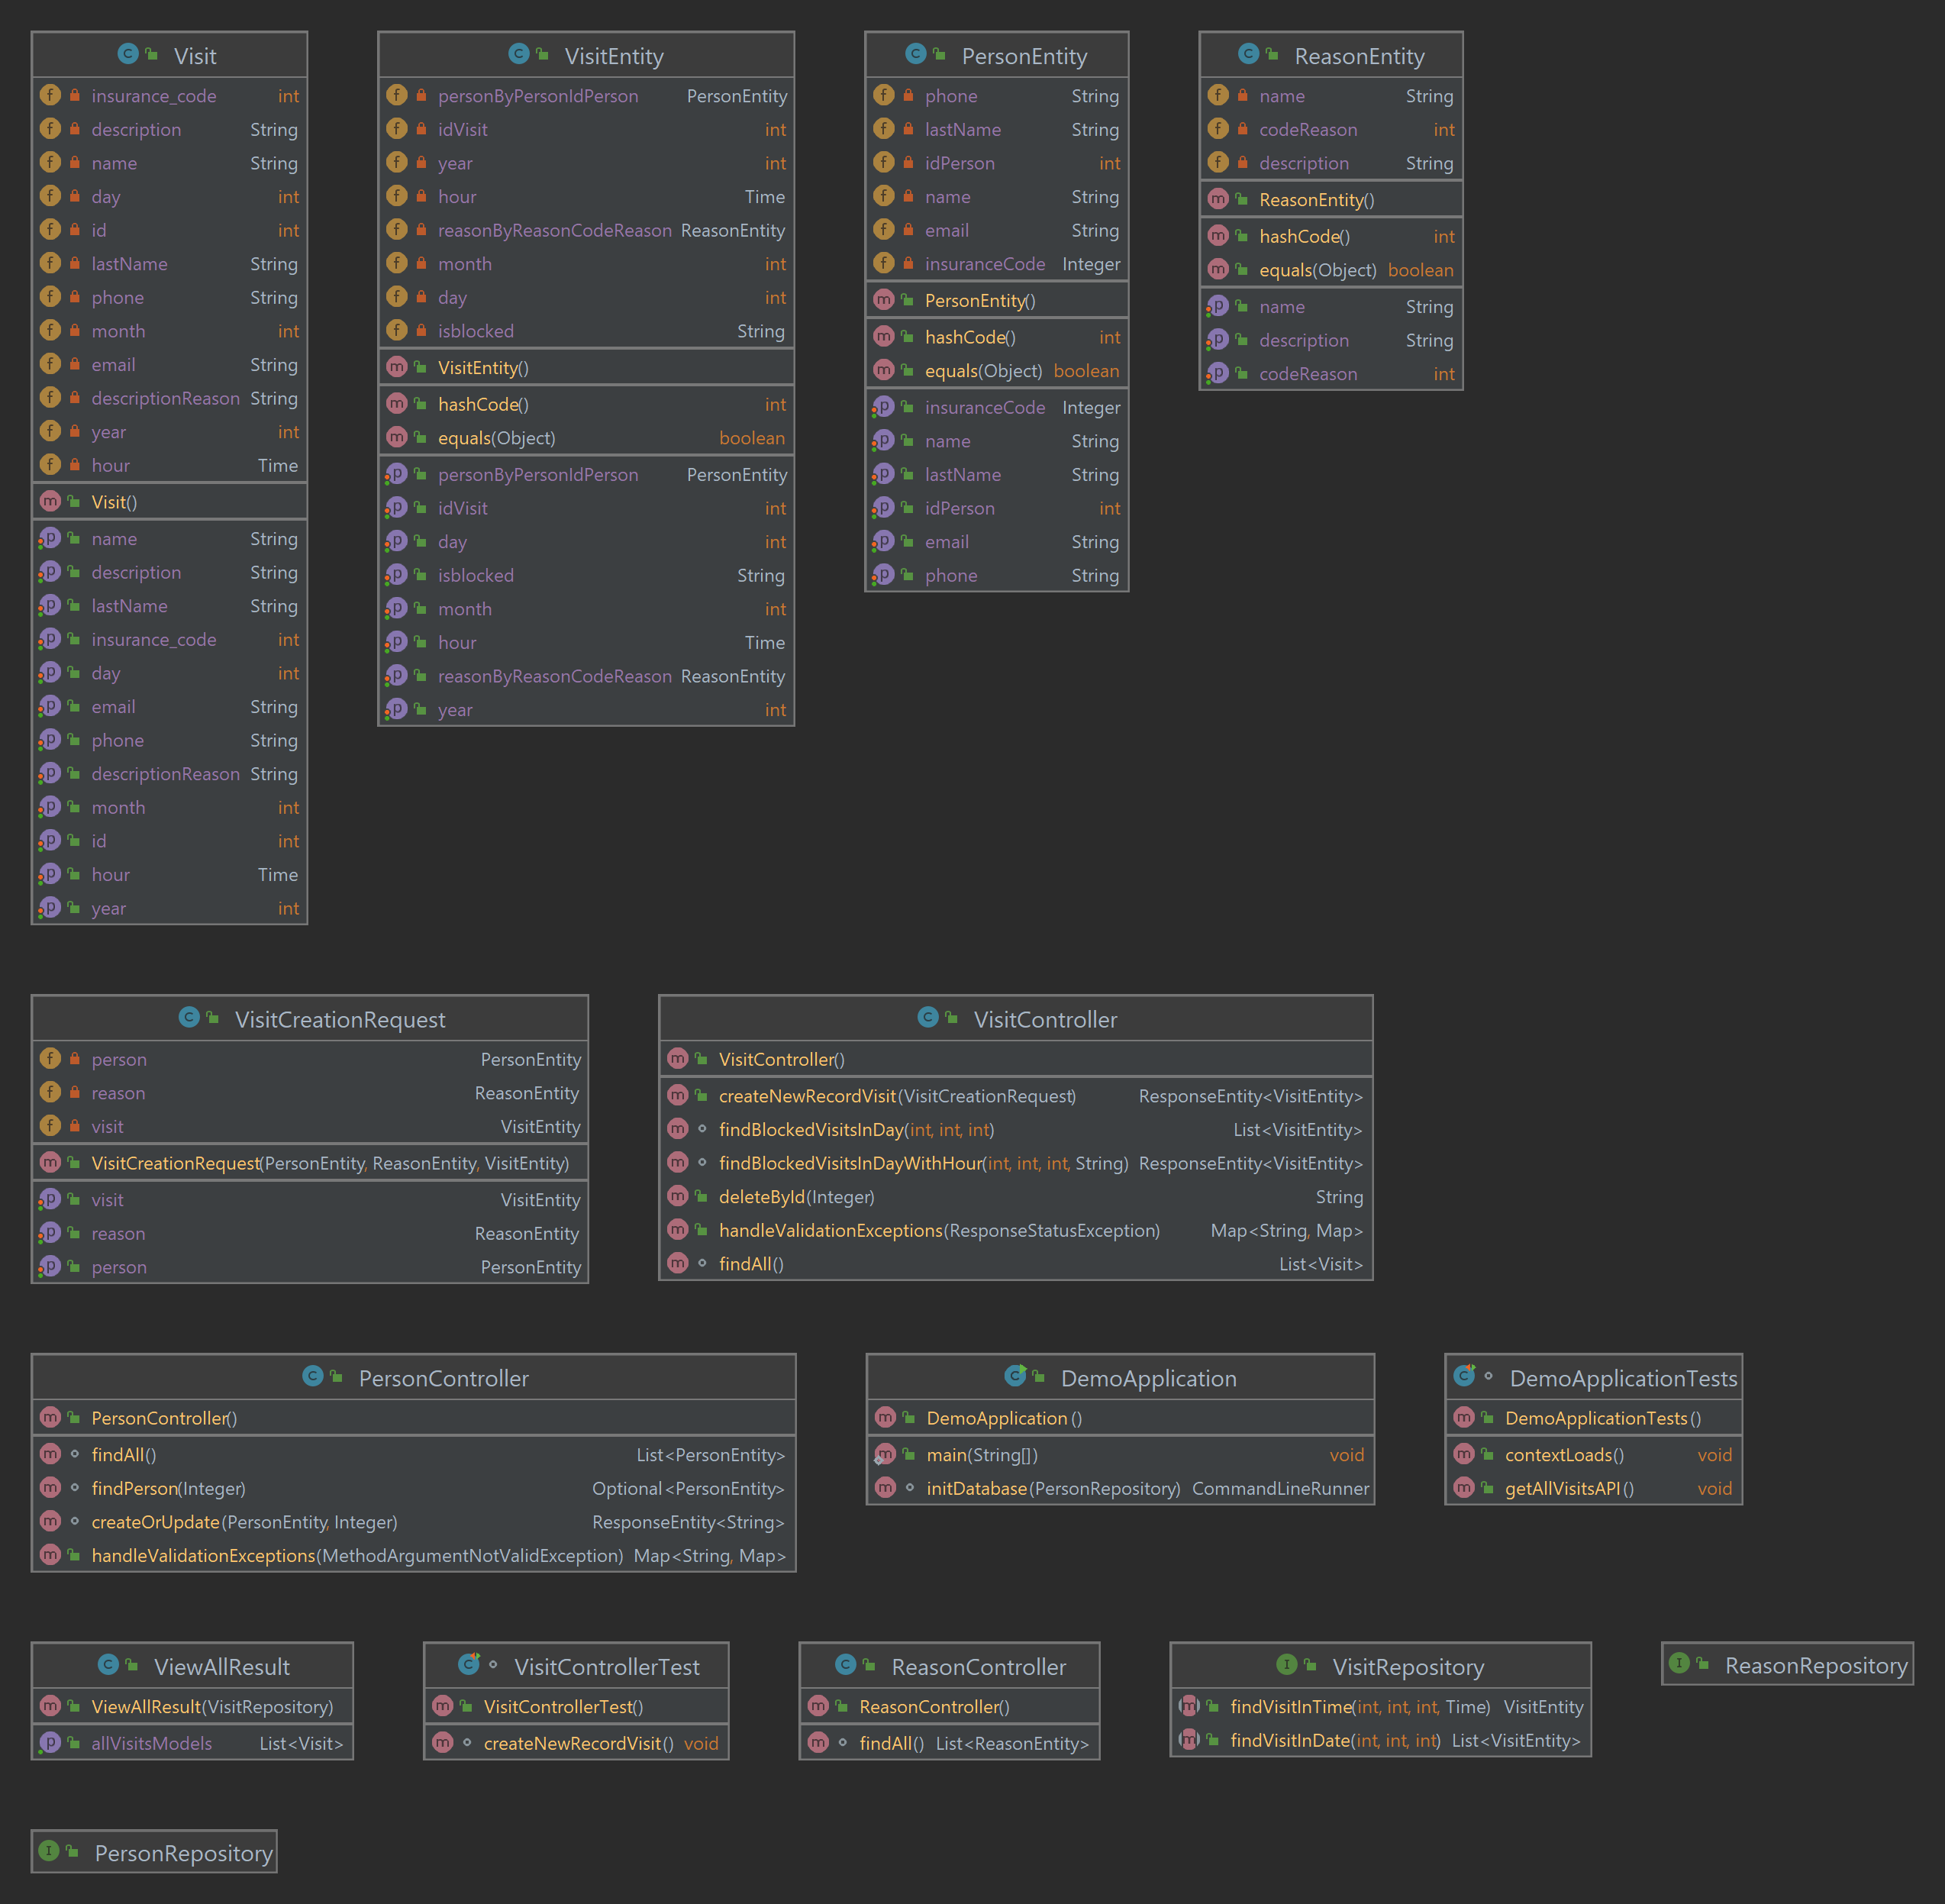 Visit
insurance_code int
description String
name String
day int
id int
lastName String
phone String
month int
email String
descriptionReason String
year int
hour Time
Visit()
name String
description String
lastName String
insurance_code int
day int
email String
phone String
descriptionReason String
month int
id int
hour Time
year int
VisitEntity
personByPersonIdPerson PersonEntity
idVisit int
year int
hour Time
reasonByReasonCodeReason ReasonEntity
month int
day int
isblocked String
VisitEntity()
hashCode() int
equals(Object) boolean
personByPersonIdPerson PersonEntity
idVisit int
day int
isblocked String
month int
hour Time
reasonByReasonCodeReason ReasonEntity
year int
PersonEntity
phone String
lastName String
idPerson int
name String
email String
insuranceCode Integer
PersonEntity()
hashCode() int
equals(Object) boolean
insuranceCode Integer
name String
lastName String
idPerson int
email String
phone String
ReasonEntity
name String
codeReason int
description String
ReasonEntity()
hashCode() int
equals(Object) boolean
name String
description String
codeReason int
VisitCreationRequest
person PersonEntity
reason ReasonEntity
visit VisitEntity
VisitCreationRequest(PersonEntity, ReasonEntity, VisitEntity)
visit VisitEntity
reason ReasonEntity
person PersonEntity
VisitController
VisitController()
createNewRecordVisit(VisitCreationRequest) ResponseEntity<VisitEntity>
findBlockedVisitsInDay(int, int, int) List<VisitEntity>
findBlockedVisitsInDayWithHour(int, int, int, String) ResponseEntity<VisitEntity>
deleteById(Integer) String
handleValidationExceptions(ResponseStatusException) Map<String, Map>
findAll() List<Visit>
PersonController
PersonController()
findAll() List<PersonEntity>
findPerson(Integer) Optional<PersonEntity>
createOrUpdate(PersonEntity, Integer) ResponseEntity<String>
handleValidationExceptions(MethodArgumentNotValidException) Map<String, Map>
DemoApplication
DemoApplication()
main(String[]) void
initDatabase(PersonRepository) CommandLineRunner
DemoApplicationTests
DemoApplicationTests()
contextLoads() void
getAllVisitsAPI() void
ViewAllResult
ViewAllResult(VisitRepository)
allVisitsModels List<Visit>
VisitControllerTest
VisitControllerTest()
createNewRecordVisit() void
ReasonController
ReasonController()
findAll() List<ReasonEntity>
VisitRepository
findVisitInTime(int, int, int, Time) VisitEntity
findVisitInDate(int, int, int) List<VisitEntity>
ReasonRepository
PersonRepository